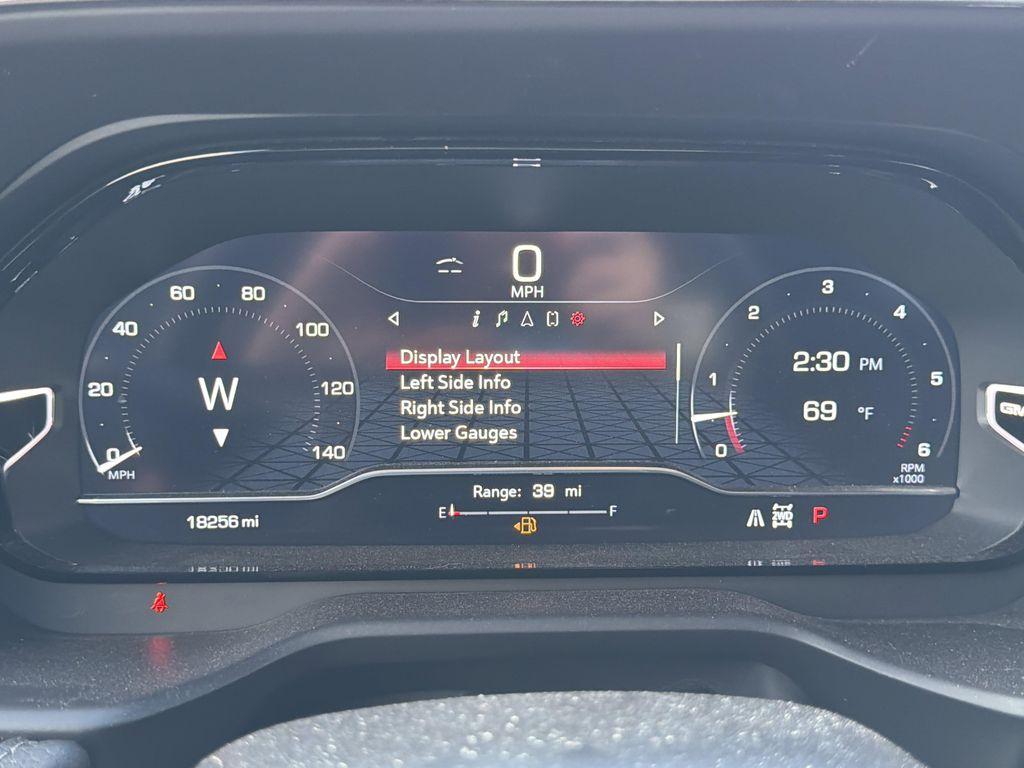 0
MPH
60 80
40 100
20 120
0 140
MPH
W
Display Layout
Left Side Info
Right Side Info
Lower Gauges
3
2 4
1 5
0 6
RPM
x1000
2:30 PM
69 °F
Range: 39 mi
E F
18256 mi
2WD
P
GM